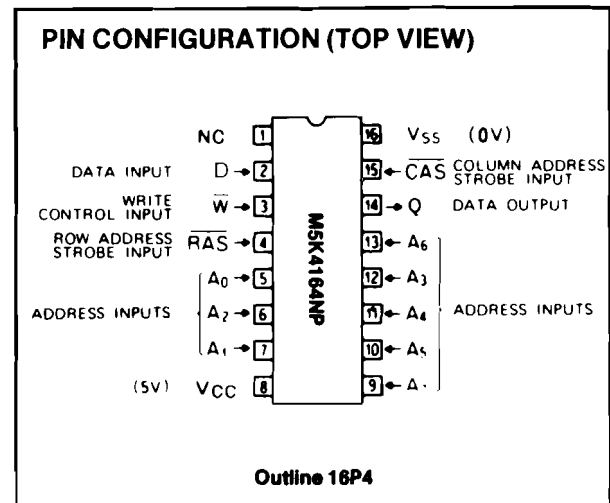 PIN CONFIGURATION (TOP VIEW)
NC 1
16 VSS (0V)
DATA INPUT D → 2
15 ← C̅A̅S̅ COLUMN ADDRESS
STROBE INPUT
WRITE
CONTROL INPUT W̅ → 3
14 → Q DATA OUTPUT
ROW ADDRESS
STROBE INPUT R̅A̅S̅ → 4
13 ← A6
A0 → 5
12 ← A3
ADDRESS INPUTS A2 → 6
11 ← A4 ADDRESS INPUTS
A1 → 7
10 ← A5
(5V) VCC 8
9 ← A
M5K4164NP
Outline 16P4